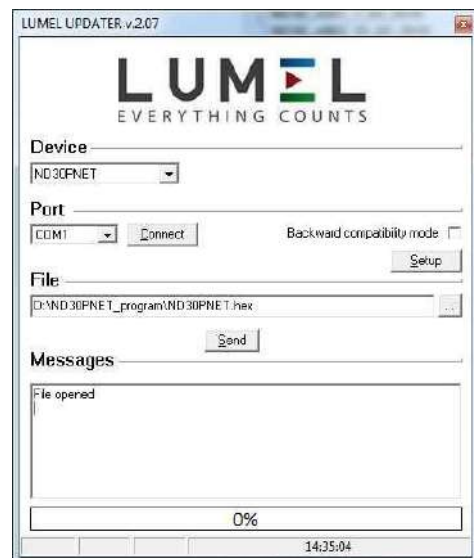 LUMEL UPDATER v.2.07
LUMEL
EVERYTHING COUNTS
Device
ND30PNET
Port
COM1 Connect Backward compatibility mode
Setup
File
D:\ND30PNET_program\ND30PNET.hex ...
Send
Messages
File opened
0%
14:35:04